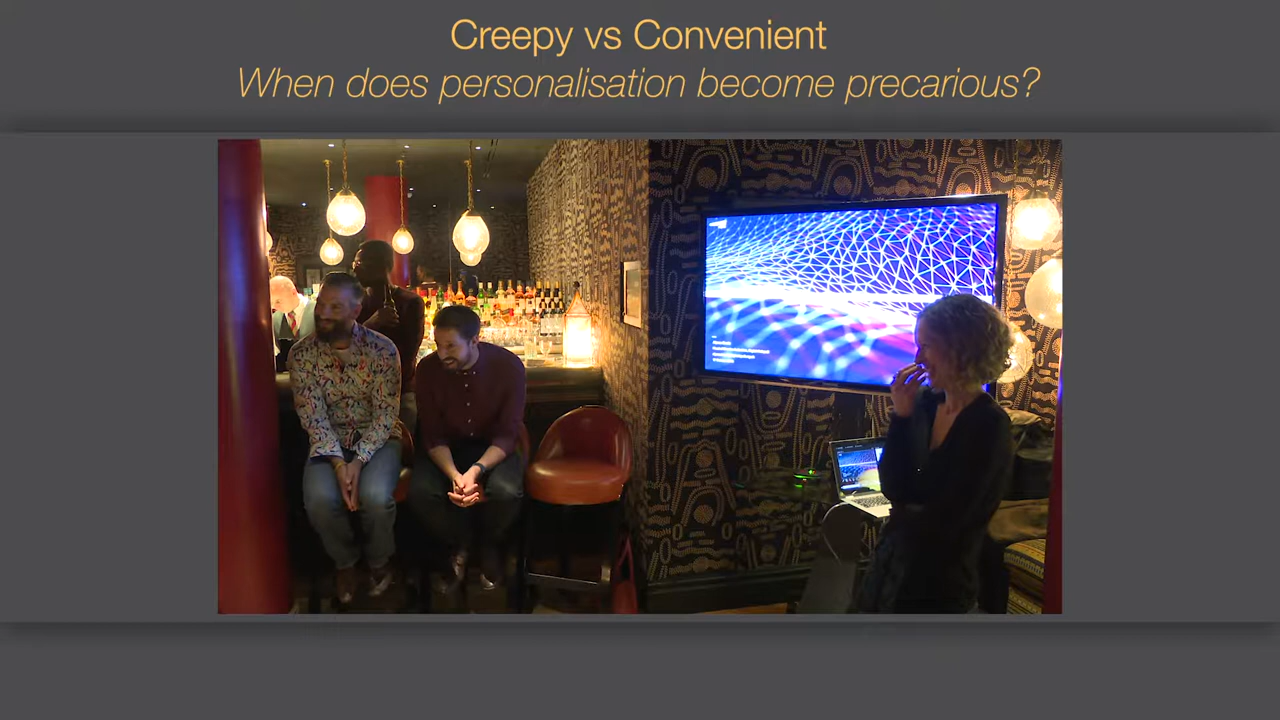 Creepy vs Convenient
When does personalisation become precarious?